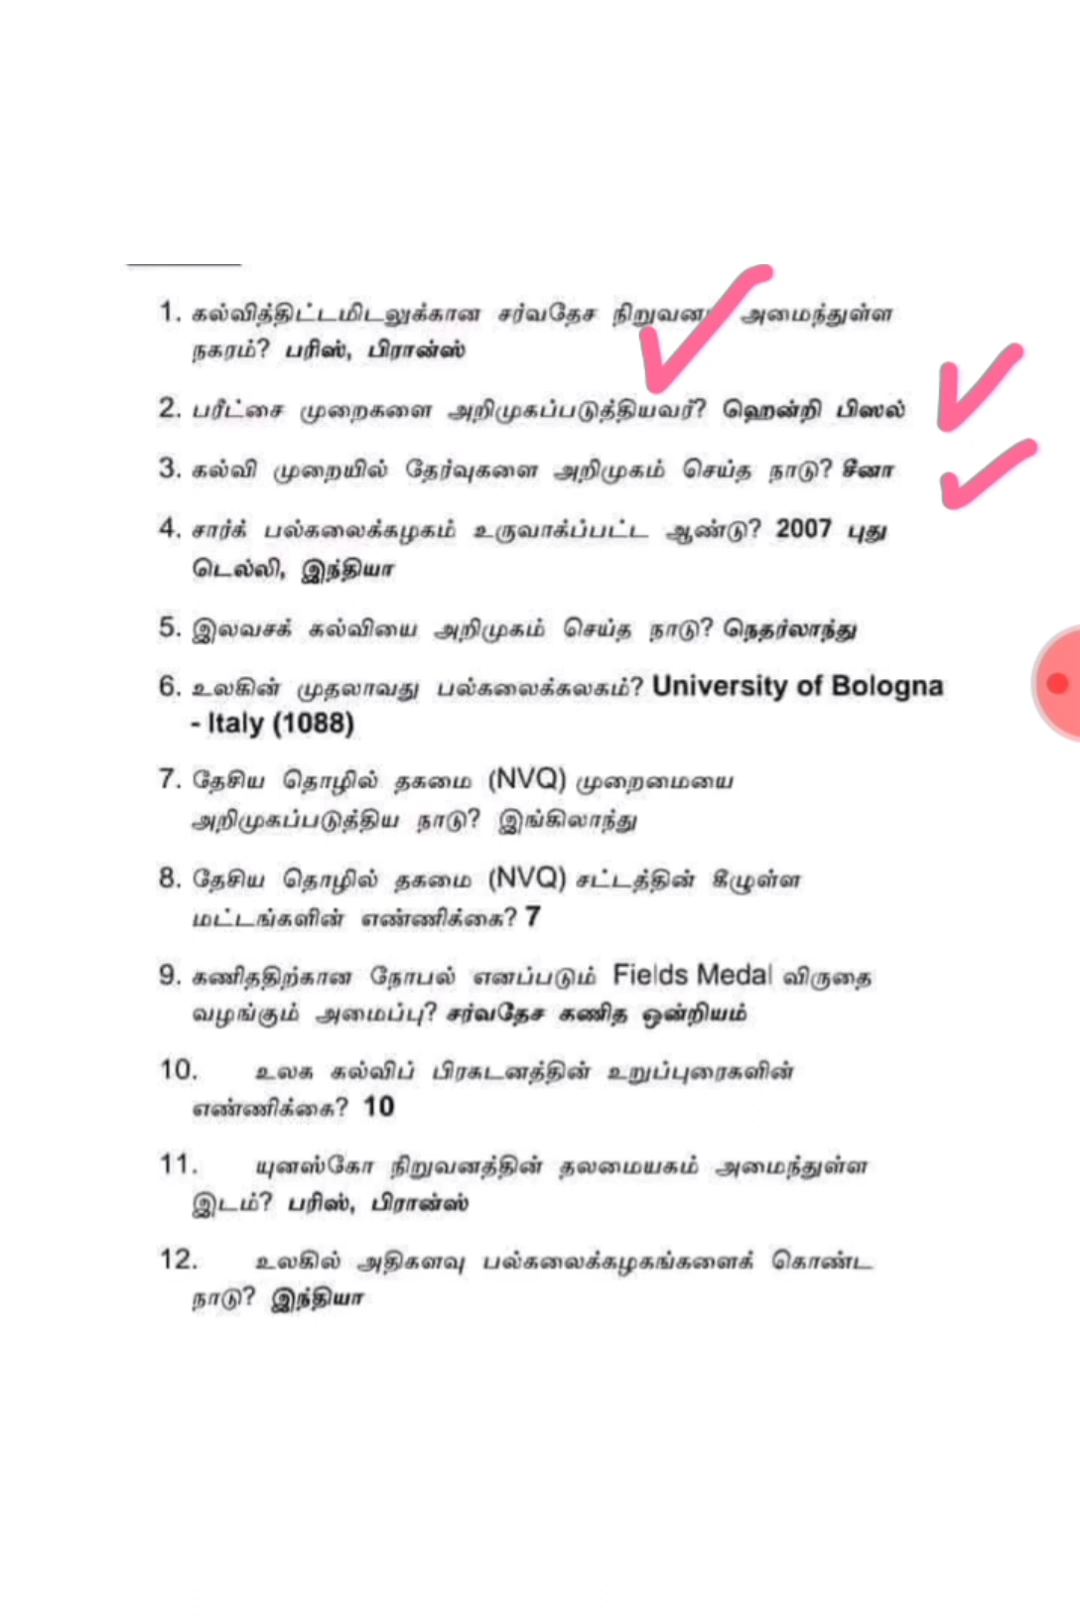 1. கல்வித்திட்டமிடலுக்கான சர்வதேச அமைந்துள்ள
நகரம்? பரிஸ், பிரான்ஸ்
2. பரீட்சை முறைகளை அறிமுகப்படுத்தியவர்? ஹென்றி பிஸல்
3. கல்வி முறையில் தேர்வுகளை அறிமுகம் செய்த நாடு? சீனா
4. சார்க் பல்கலைக்கழகம் உருவாக்ப்பட்ட ஆண்டு? 2007 புது
டெல்லி, இந்தியா
5. இலவசக் கல்வியை அறிமுகம் செய்த நாடு? நெதர்லாந்து
6. உலகின் முதலாவது பல்கலைக்கலகம்? University of Bologna
- Italy (1088)
7. தேசிய தொழில் தகமை (NVQ) முறைமையை
அறிமுகப்படுத்திய நாடு? இங்கிலாந்து
8. தேசிய தொழில் தகமை (NVQ) சட்டத்தின் கீழுள்ள
மட்டங்களின் எண்ணிக்கை? 7
9. கணிததிற்கான நோபல் எனப்படும் Fields Medal விருதை
வழங்கும் அமைப்பு? சர்வதேச கணித ஒன்றியம்
10. உலக கல்விப் பிரகடனத்தின் உறுப்புரைகளின்
எண்ணிக்கை? 10
11. யுனஸ்கோ நிறுவனத்தின் தலமையகம் அமைந்துள்ள
இடம்? பரிஸ், பிரான்ஸ்
12. உலகில் அதிகளவு பல்கலைக்கழகங்களைக் கொண்ட
நாடு? இந்தியா